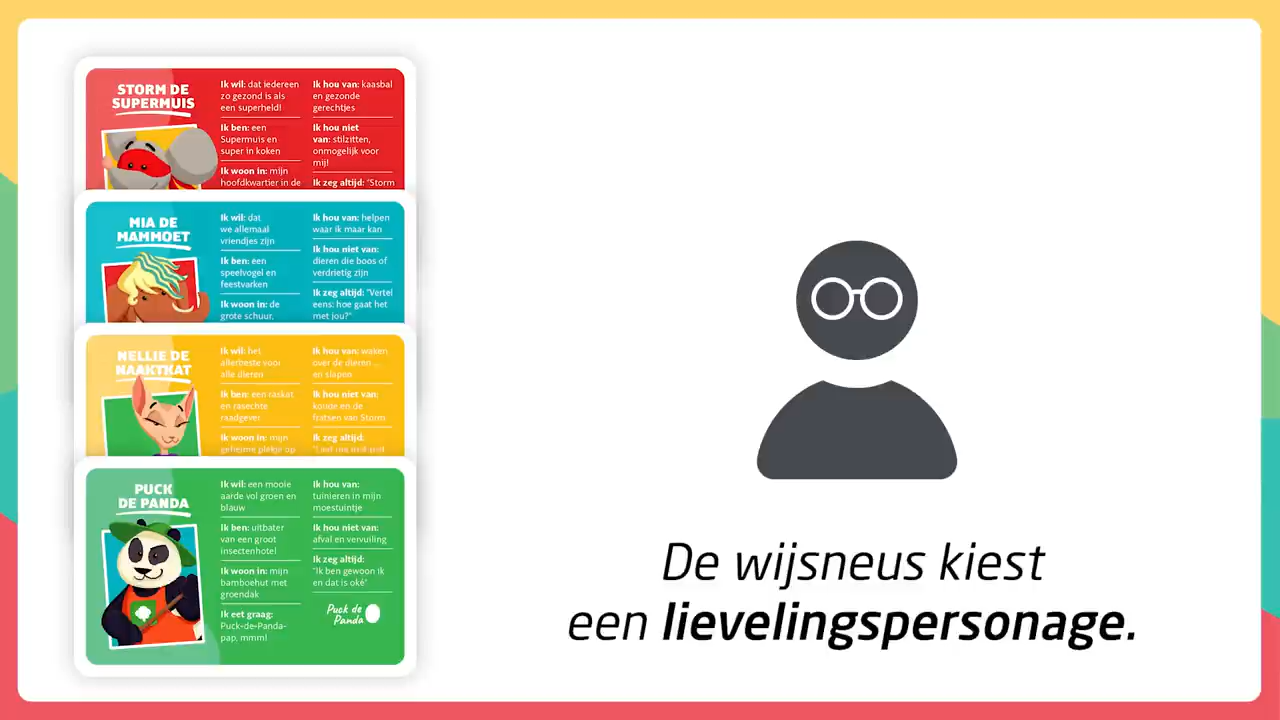 STORM DE
SUPERMUIS
Ik wil: dat iedereen
zo gezond is als
een superheld!
Ik ben: een
Supermuis en
super in koken
Ik woon in: mijn
hoofdkwartier in de
Ik hou van: kaasbal
en gezonde
gerechtjes
Ik hou niet
van: stilzitten,
onmogelijk voor
mij!
Ik zeg altijd: "Storm
MIA DE
MAMMOET
Ik wil: dat
we allemaal
vriendjes zijn
Ik ben: een
speelvogel en
feestvarken
Ik woon in: de
grote schuur,
Ik hou van: helpen
waar ik maar kan
Ik hou niet van:
dieren die boos of
verdrietig zijn
Ik zeg altijd: "Vertel
eens: hoe gaat het
met jou?"
NELLIE DE
NAAKTKAT
Ik wil: het
allerbeste voor
alle dieren
Ik ben: een raskat
en rasechte
raadgever
Ik woon in: mijn
geheime plekje op
Ik hou van: waken
over de dieren ...
en slapen
Ik hou niet van:
koude en de
fratsen van Storm
Ik zeg altijd:
PUCK
DE PANDA
Ik wil: een mooie
aarde vol groen en
blauw
Ik ben: uitbater
van een groot
insectenhotel
Ik woon in: mijn
bamboehut met
groendak
Ik eet graag:
Puck-de-Panda-
pap, mmm!
Ik hou van:
tuinieren in mijn
moestuintje
Ik hou niet van:
afval en vervuiling
Ik zeg altijd:
"Ik ben gewoon ik
en dat is oké"
Puck de
Panda
De wijsneus kiest
een lievelingspersonage.